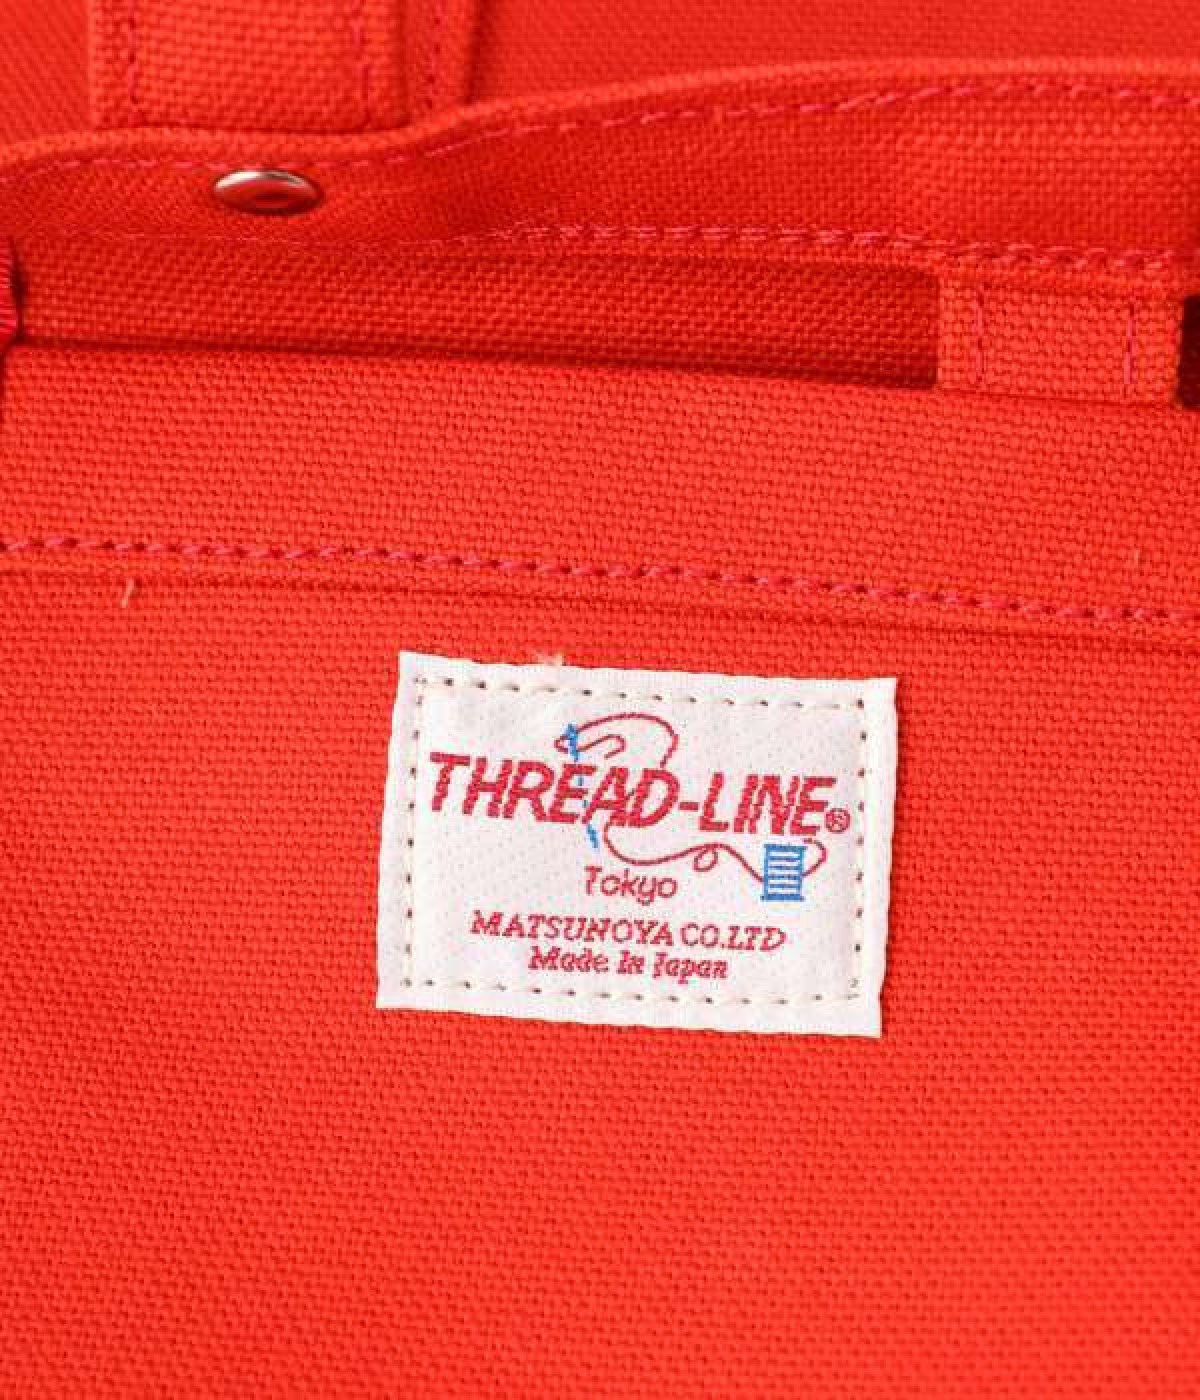 THREAD-LINE®
Tokyo
MATSUNOYA CO.LTD
Made in Japan